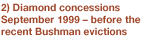 2) Diamond concessions
September 1999 – before the
recent Bushman evictions